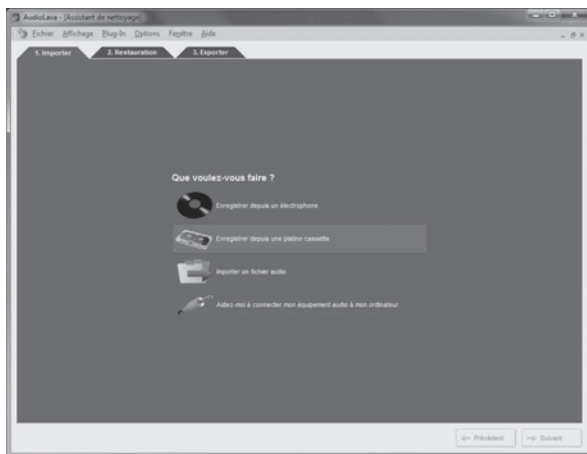 AudioLava - [Assistant de nettoyage]
Fichier Affichage Plug-In Options Fenêtre Aide
1. Importer 2. Restauration 3. Exporter
Que voulez-vous faire ?
Enregistrer depuis un électrophone
Enregistrer depuis une platine cassette
Importer un fichier audio
Aidez-moi à connecter mon équipement audio à mon ordinateur
Précédent Suivant